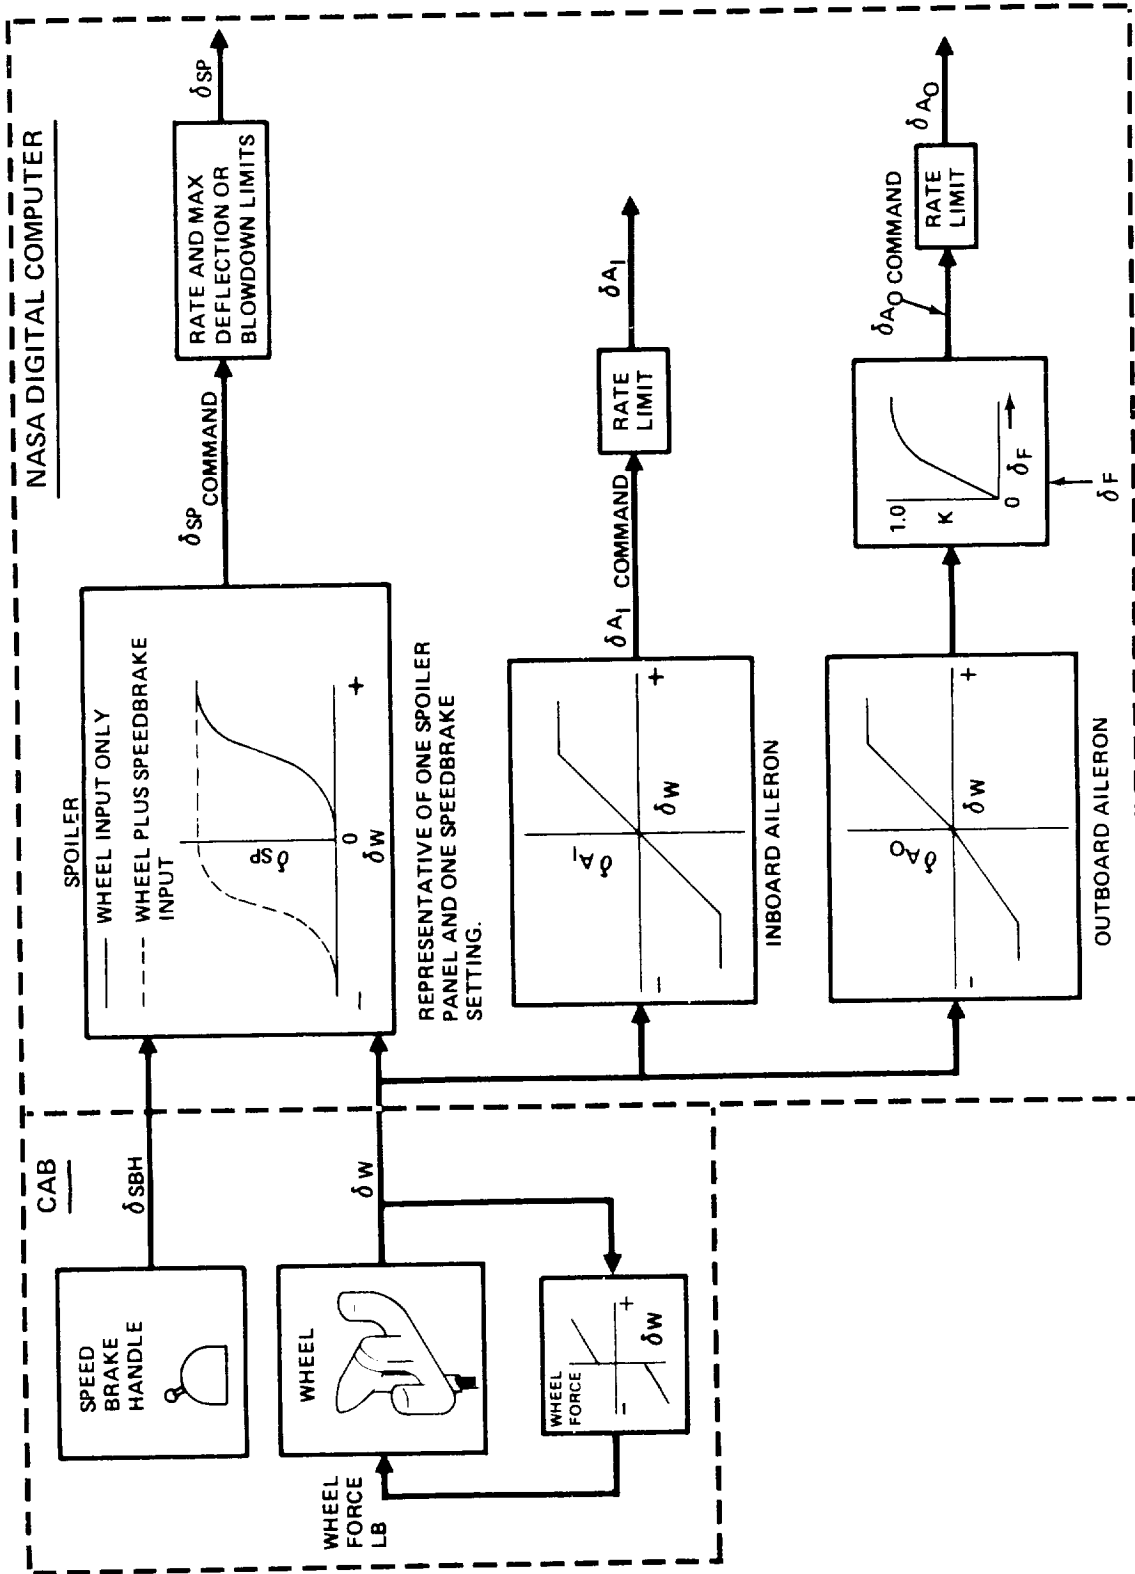 NASA DIGITAL COMPUTER
CAB
SPEED
BRAKE
HANDLE
δSBH
WHEEL
δW
WHEEL
FORCE
LB
WHEEL
FORCE
+
−
δW
SPOILER
WHEEL INPUT ONLY
WHEEL PLUS SPEEDBRAKE
INPUT
δSP
−
0
+
δW
REPRESENTATIVE OF ONE SPOILER
PANEL AND ONE SPEEDBRAKE
SETTING.
δSP
COMMAND
RATE AND MAX
DEFLECTION OR
BLOWDOWN LIMITS
δSP
δAI
δW
−
+
INBOARD AILERON
δAI COMMAND
RATE
LIMIT
δAI
δAO
δW
−
+
OUTBOARD AILERON
1.0
K
0
δF
δF
δAO COMMAND
RATE
LIMIT
δAO